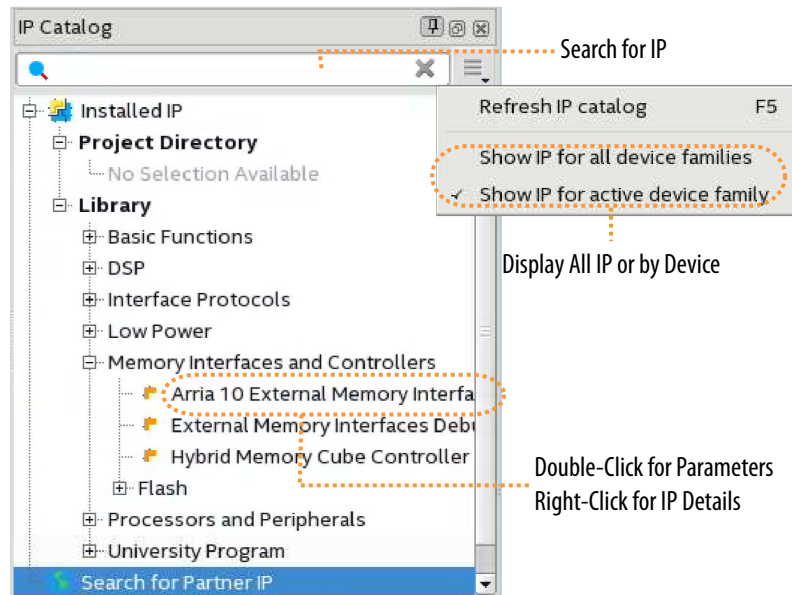 IP Catalog
Search for IP
Installed IP
Refresh IP catalog F5
Project Directory
Show IP for all device families
No Selection Available
✓ Show IP for active device family
Library
Basic Functions
Display All IP or by Device
DSP
Interface Protocols
Low Power
Memory Interfaces and Controllers
Arria 10 External Memory Interfa
External Memory Interfaces Deb
Hybrid Memory Cube Controller
Double-Click for Parameters
Right-Click for IP Details
Flash
Processors and Peripherals
University Program
Search for Partner IP